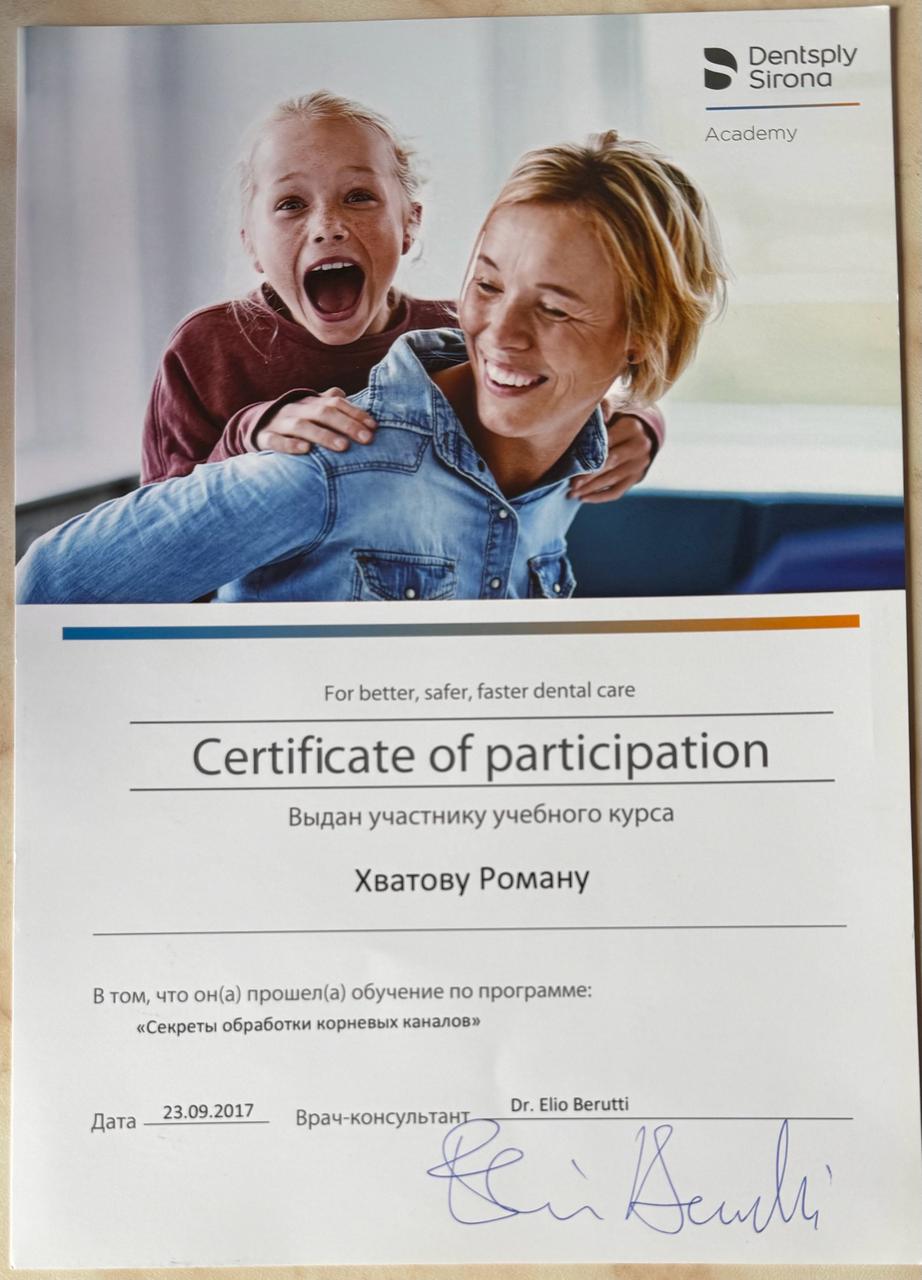 Dentsply
Sirona
Academy
For better, safer, faster dental care
Certificate of participation
Выдан участнику учебного курса
Хватову Роману
В том, что он(а) прошел(а) обучение по программе:
«Секреты обработки корневых каналов»
Дата 23.09.2017 Врач-консультант Dr. Elio Berutti